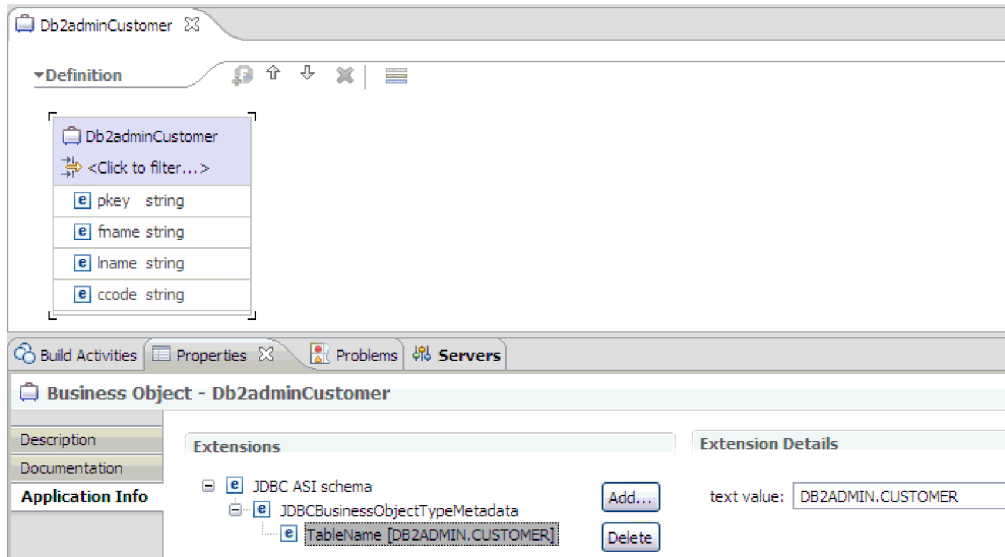 Db2adminCustomer
Definition
Db2adminCustomer
<Click to filter...>
e pkey string
e fname string
e lname string
e ccode string
Build Activities Properties Problems Servers
Business Object - Db2adminCustomer
Description
Documentation
Application Info
Extensions
e JDBC ASI schema
e JDBCBusinessObjectTypeMetadata
e TableName [DB2ADMIN.CUSTOMER]
Add...
Delete
Extension Details
text value: DB2ADMIN.CUSTOMER